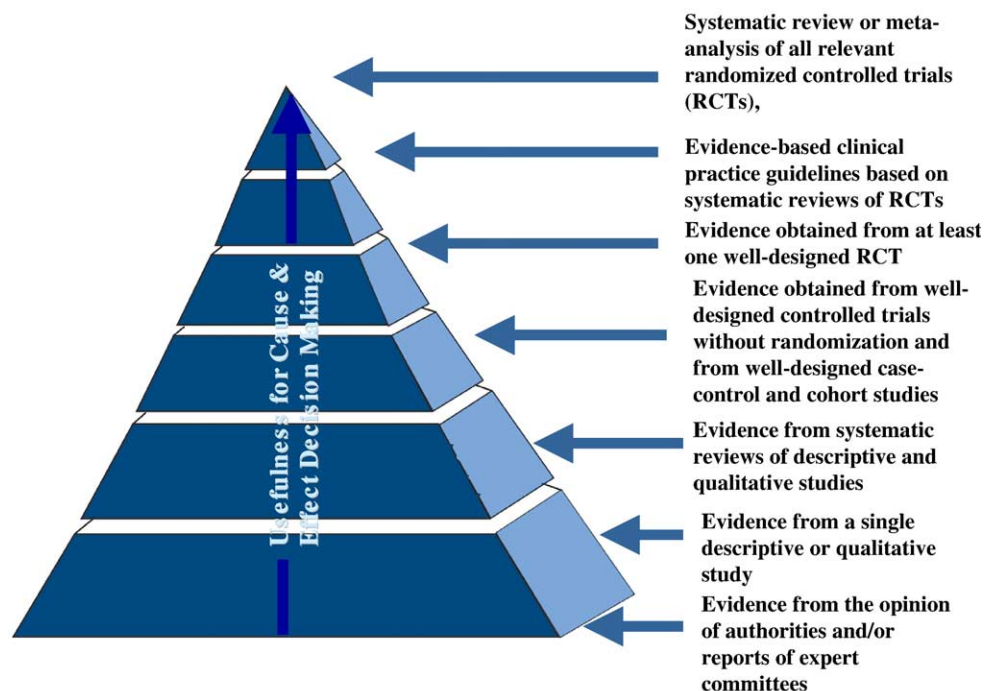 Systematic review or meta-
analysis of all relevant
randomized controlled trials
(RCTs),
Evidence-based clinical
practice guidelines based on
systematic reviews of RCTs
Evidence obtained from at least
one well-designed RCT
Evidence obtained from well-
designed controlled trials
without randomization and
from well-designed case-
control and cohort studies
Evidence from systematic
reviews of descriptive and
qualitative studies
Evidence from a single
descriptive or qualitative
study
Evidence from the opinion
of authorities and/or
reports of expert
committees
Usefulness for Cause &
Effect Decision Making